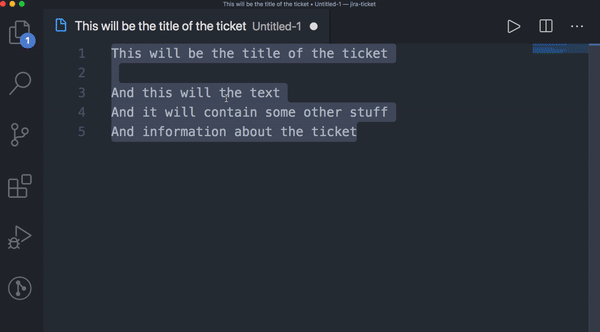 This will be the title of the ticket • Untitled-1 — jira-ticket
This will be the title of the ticket Untitled-1
1
1 This will be the title of the ticket
2
3 And this will the text
4 And it will contain some other stuff
5 And information about the ticket